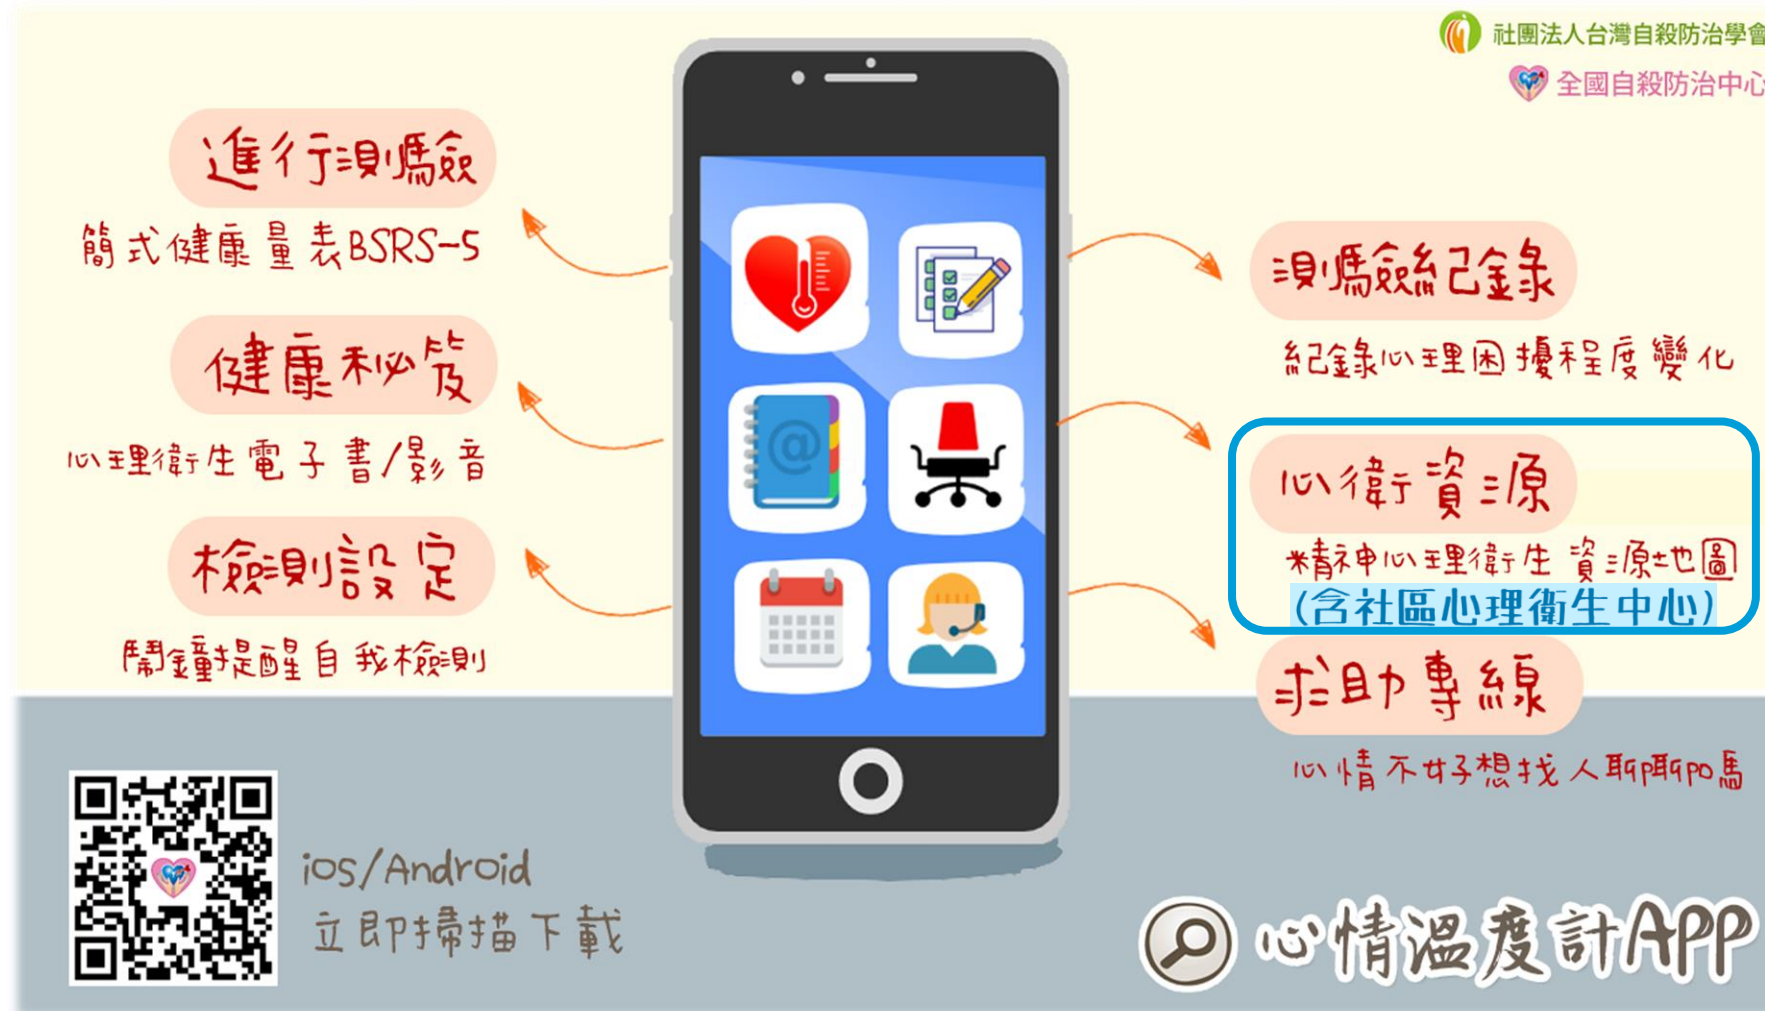 社團法人台灣自殺防治學會
全國自殺防治中心
進行測驗
簡式健康量表BSRS-5
健康秘笈
心理衛生電子書/影音
檢測設定
鬧鐘提醒自我檢測
測驗紀錄
紀錄心理困擾程度變化
心衛資源
精神心理衛生資源地圖
(含社區心理衛生中心)
求助專線
心情不好想找人聊聊嗎
@
ios/Android
立即掃描下載
心情溫度計APP